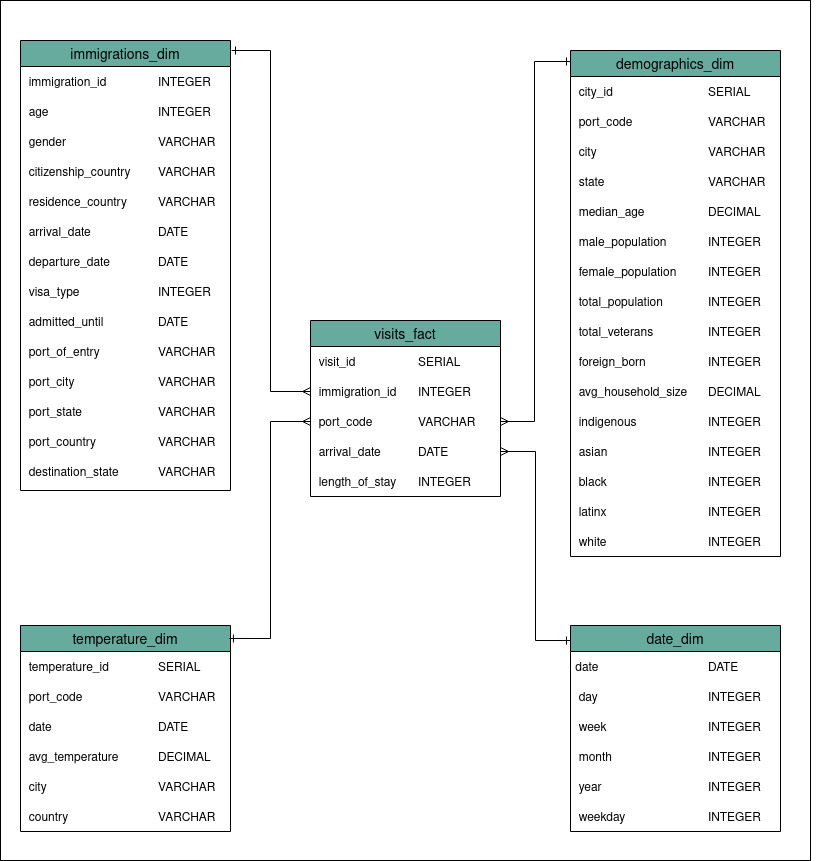 immigrations_dim
immigration_id INTEGER
age INTEGER
gender VARCHAR
citizenship_country VARCHAR
residence_country VARCHAR
arrival_date DATE
departure_date DATE
visa_type INTEGER
admitted_until DATE
port_of_entry VARCHAR
port_city VARCHAR
port_state VARCHAR
port_country VARCHAR
destination_state VARCHAR
demographics_dim
city_id SERIAL
port_code VARCHAR
city VARCHAR
state VARCHAR
median_age DECIMAL
male_population INTEGER
female_population INTEGER
total_population INTEGER
total_veterans INTEGER
foreign_born INTEGER
avg_household_size DECIMAL
indigenous INTEGER
asian INTEGER
black INTEGER
latinx INTEGER
white INTEGER
visits_fact
visit_id SERIAL
immigration_id INTEGER
port_code VARCHAR
arrival_date DATE
length_of_stay INTEGER
temperature_dim
temperature_id SERIAL
port_code VARCHAR
date DATE
avg_temperature DECIMAL
city VARCHAR
country VARCHAR
date_dim
date DATE
day INTEGER
week INTEGER
month INTEGER
year INTEGER
weekday INTEGER